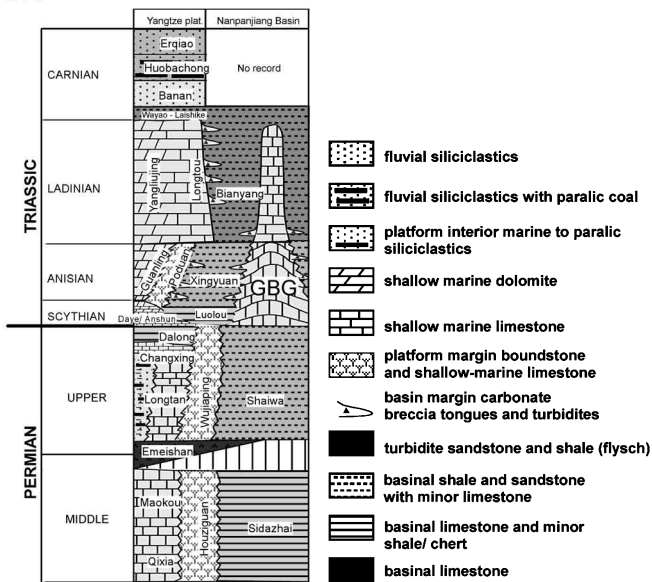 Yangtze plat. Nanpanjiang Basin
TRIASSIC
CARNIAN
Erqiao
Huobachong
Banan
No record
Wayao - Laishike
LADINIAN
Yangliujing
Longtou
Bianyang
ANISIAN
Guanling
Poduan
Xingyuan
GBG
SCYTHIAN
Daye/ Anshun
Luolou
PERMIAN
UPPER
Dalong
Changxing
Longtan
Wujiaping
Shaiwa
Emeishan
MIDDLE
Maokou
Qixia
Houziguan
Sidazhai
fluvial siliciclastics
fluvial siliciclastics with paralic coal
platform interior marine to paralic
siliciclastics
shallow marine dolomite
shallow marine limestone
platform margin boundstone
and shallow-marine limestone
basin margin carbonate
breccia tongues and turbidites
turbidite sandstone and shale (flysch)
basinal shale and sandstone
with minor limestone
basinal limestone and minor
shale/ chert
basinal limestone